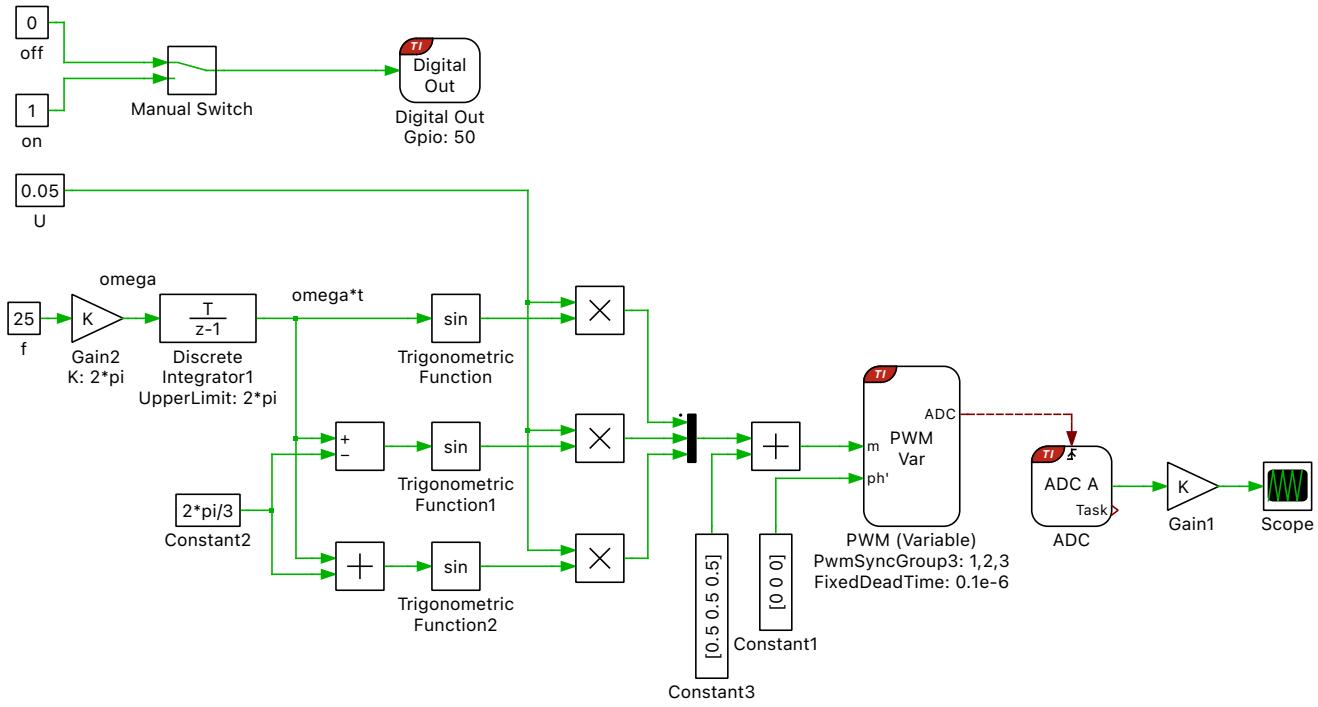 0
off
1
on
Manual Switch
TI
Digital
Out
Digital Out
Gpio: 50
0.05
U
25
f
omega
K
Gain2
K: 2*pi
T
z-1
Discrete
Integrator1
UpperLimit: 2*pi
omega*t
sin
Trigonometric
Function
+
−
sin
Trigonometric
Function1
2*pi/3
Constant2
sin
Trigonometric
Function2
[0.5 0.5 0.5]
Constant3
[0 0 0]
Constant1
TI
ADC
PWM
Var
m
ph'
PWM (Variable)
PwmSyncGroup3: 1,2,3
FixedDeadTime: 0.1e-6
TI
ADC A
Task
ADC
K
Gain1
Scope